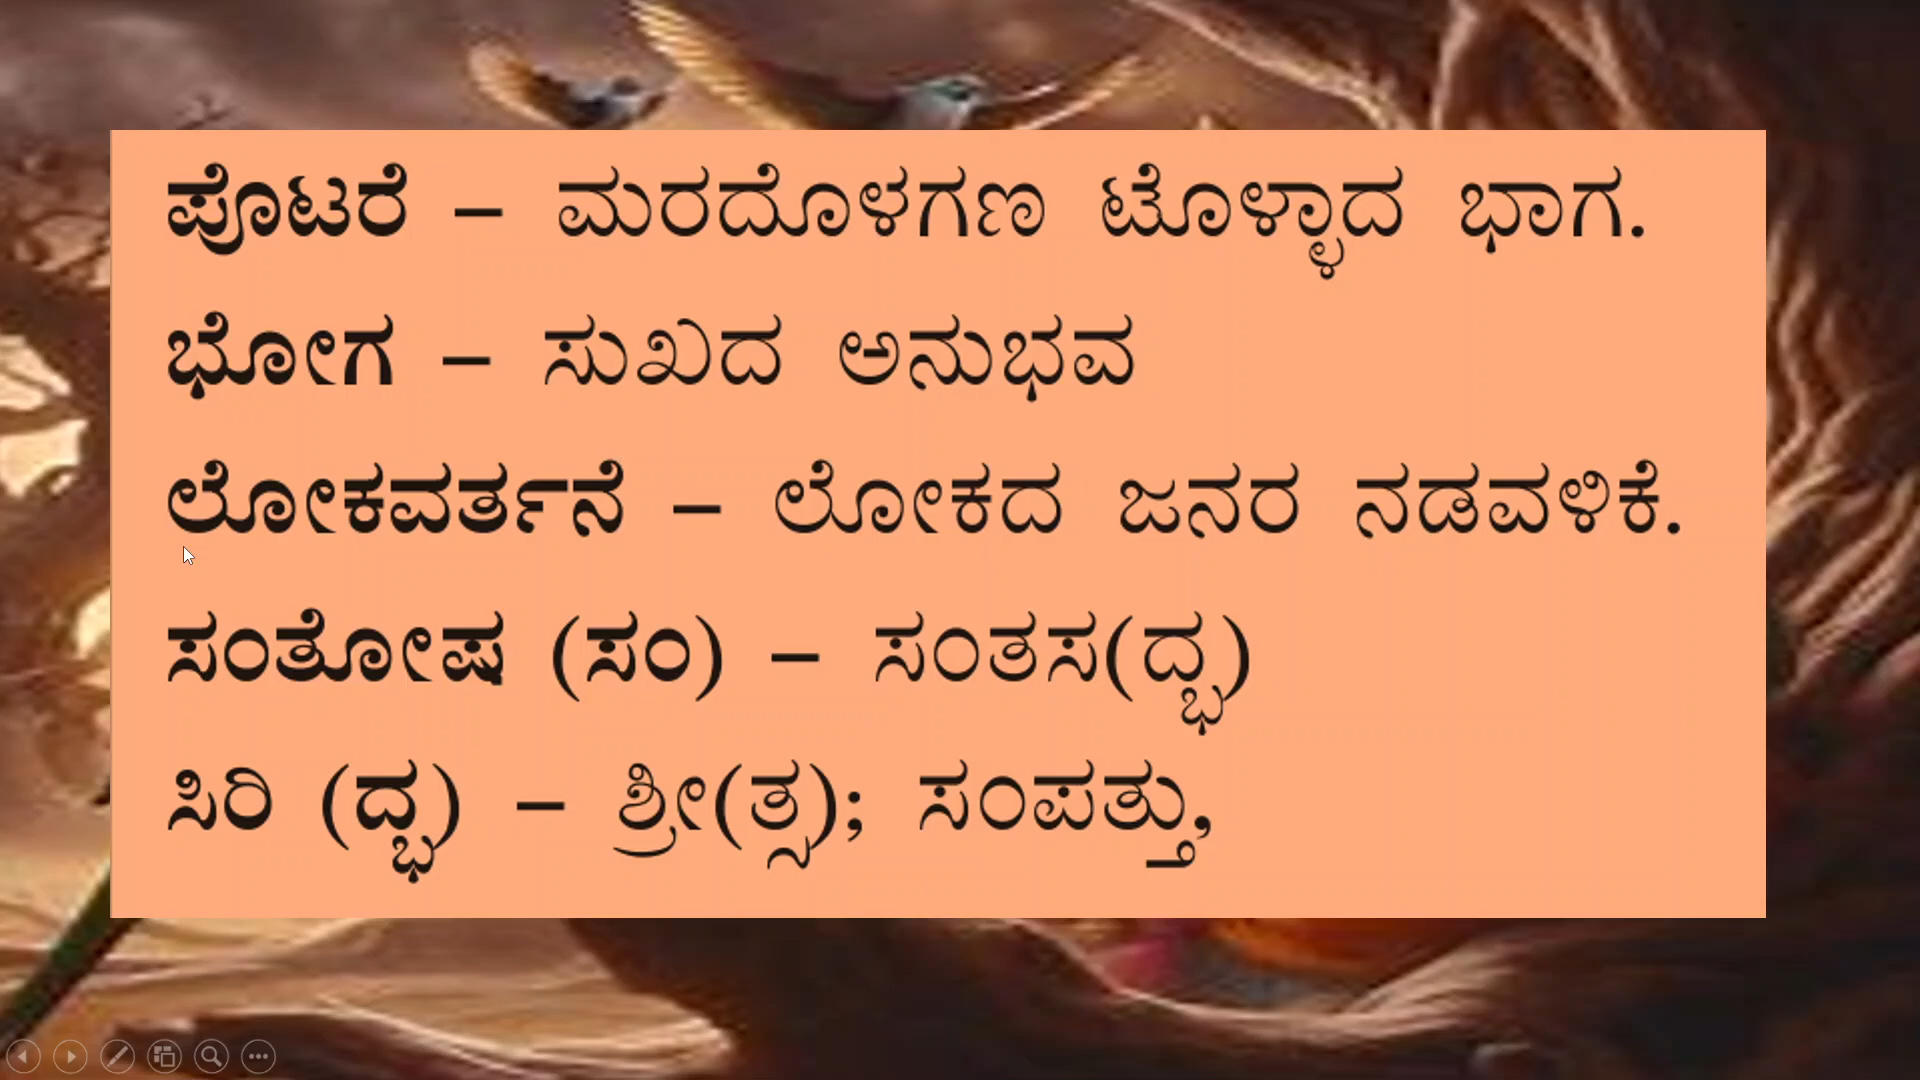 ಪೊಟರೆ – ಮರದೊಳಗಣ ಟೊಳ್ಳಾದ ಭಾಗ.
ಭೋಗ – ಸುಖದ ಅನುಭವ
ಲೋಕವರ್ತನೆ – ಲೋಕದ ಜನರ ನಡವಳಿಕೆ.
ಸಂತೋಷ (ಸಂ) – ಸಂತಸ(ದ್ಭ)
ಸಿರಿ (ದ್ಭ) – ಶ್ರೀ(ತ್ಸ); ಸಂಪತ್ತು,